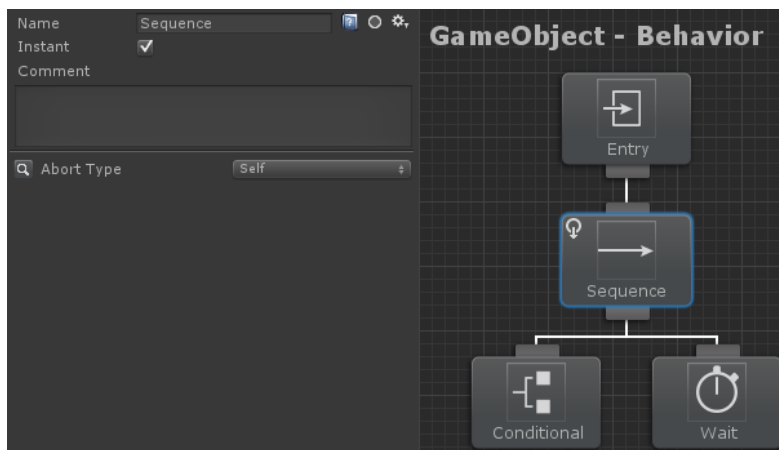 Name Sequence
Instant
Comment
Abort Type Self
GameObject - Behavior
Entry
Sequence
Conditional Wait